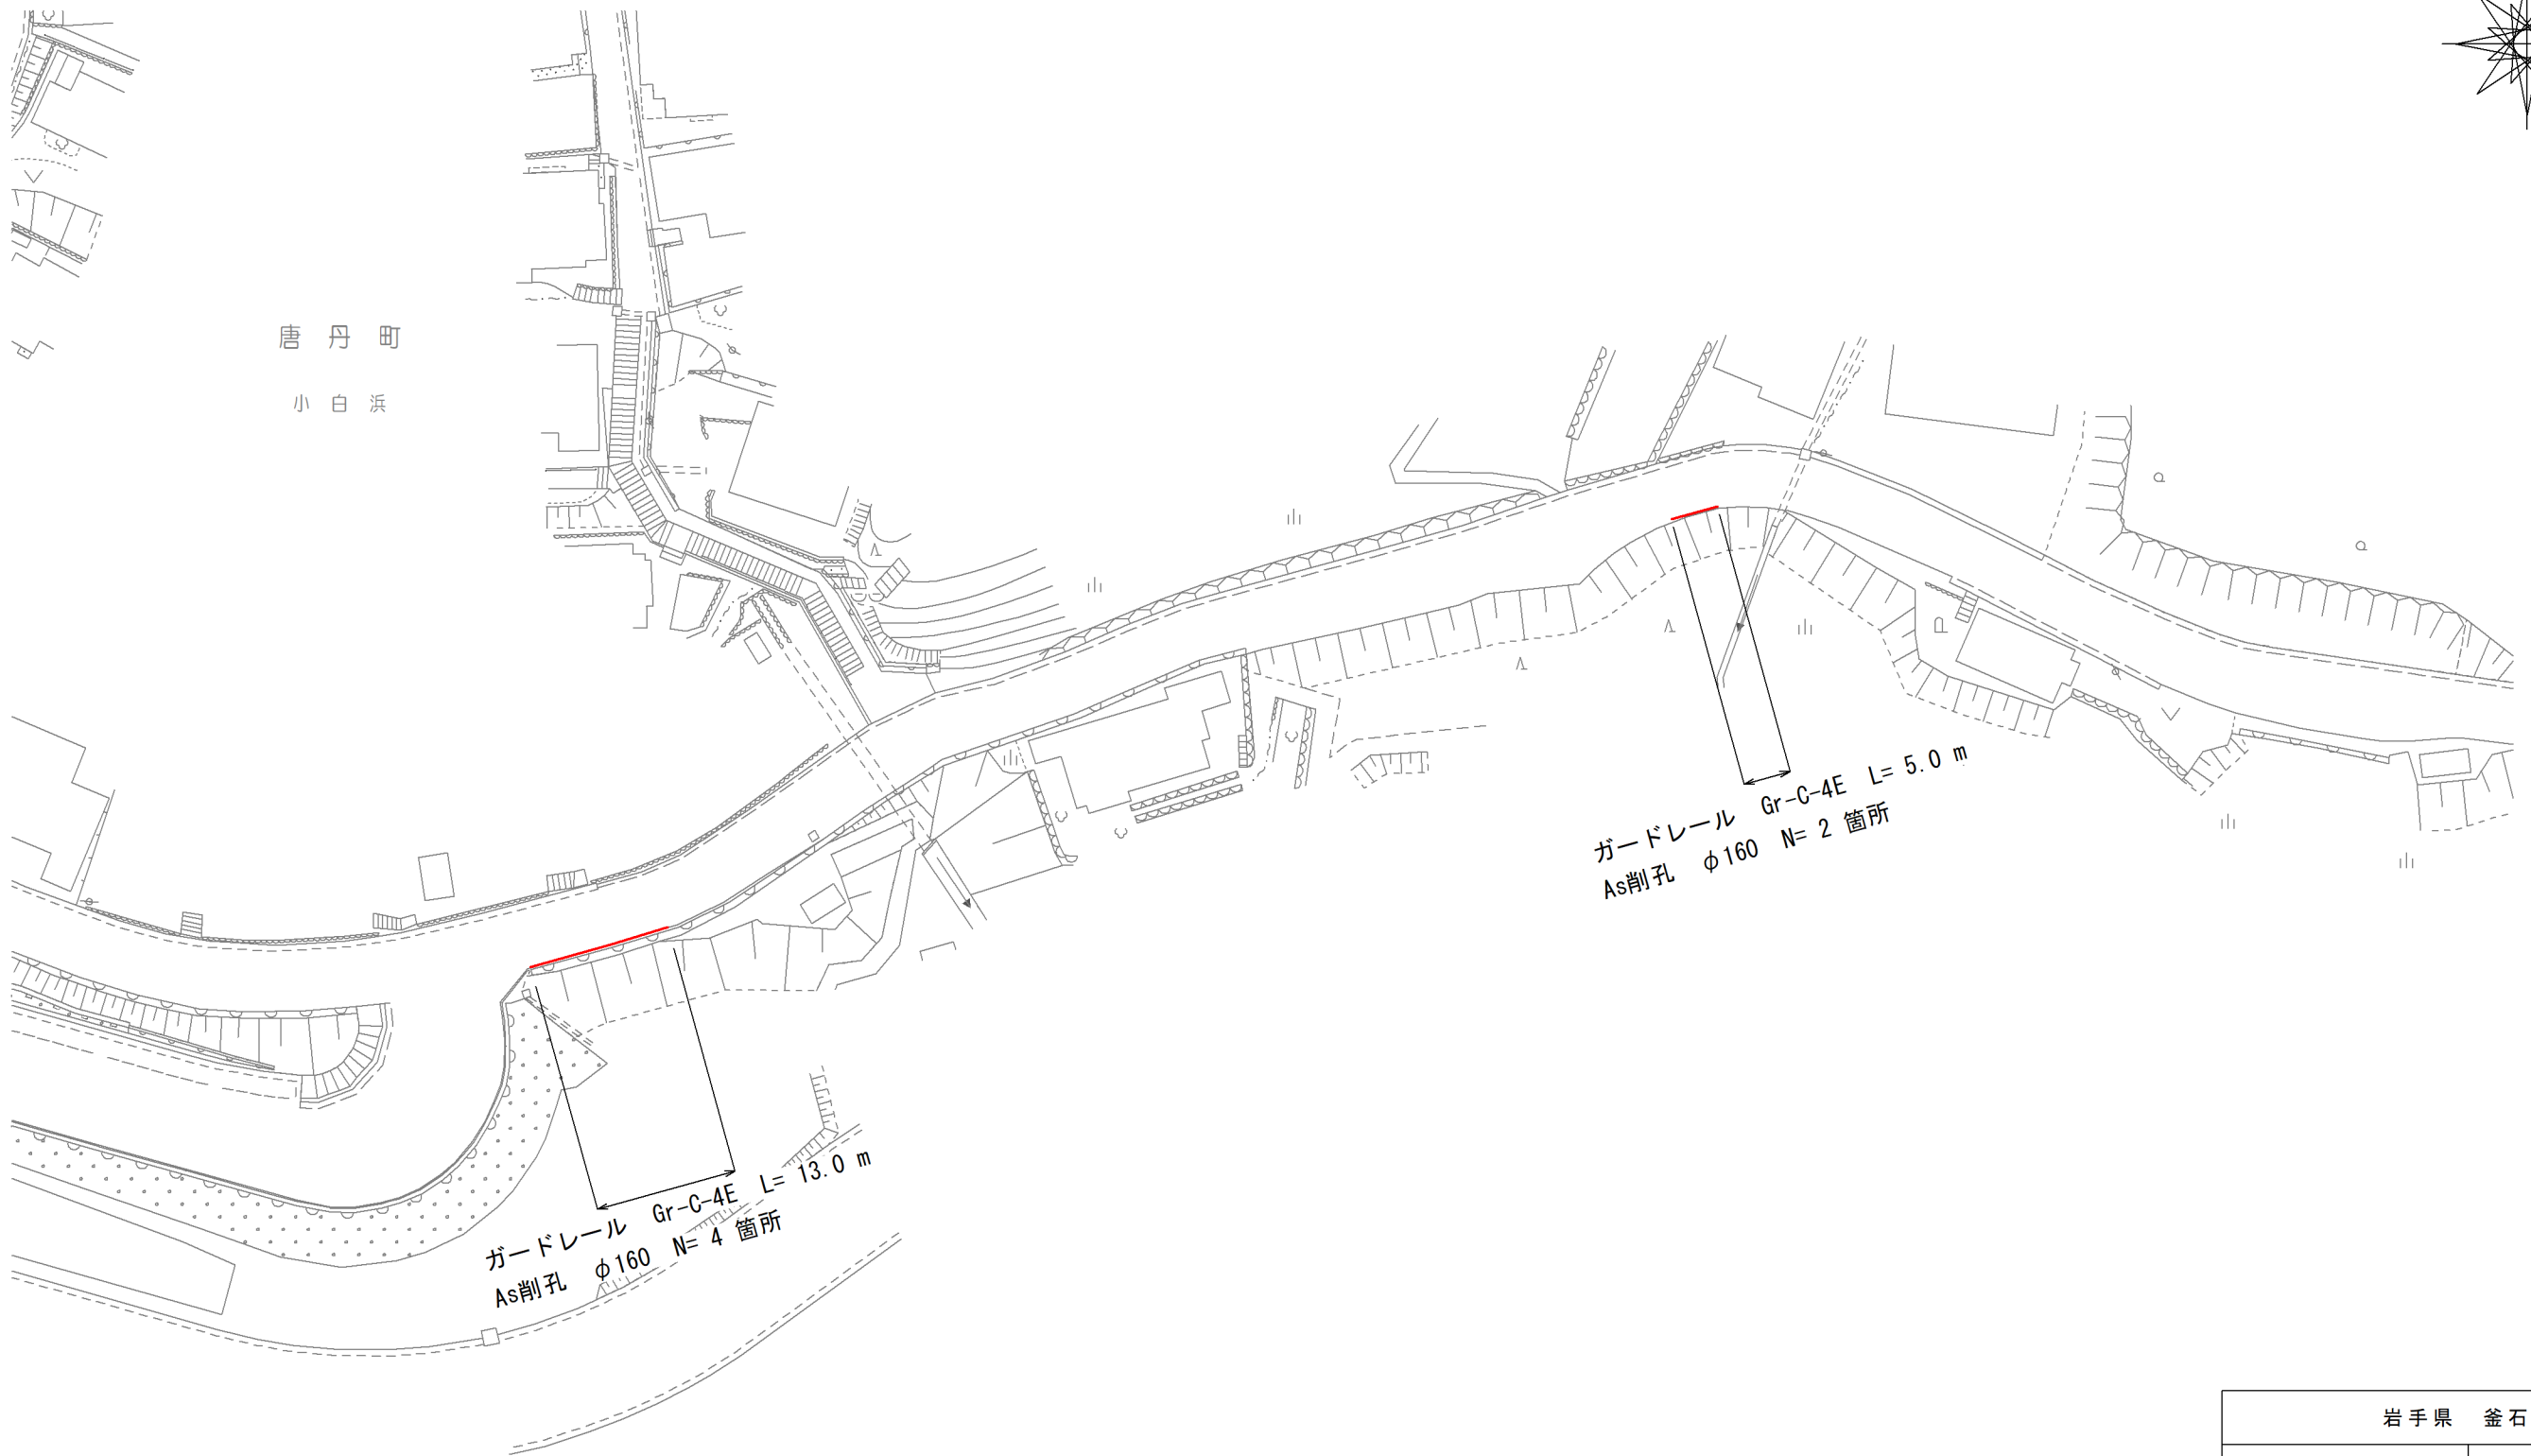 唐丹町
小白浜
ガードレール Gr-C-4E L= 5.0 m
As削孔 φ160 N= 2 箇所
ガードレール Gr-C-4E L= 13.0 m
As削孔 φ160 N= 4 箇所
岩手県 釜石